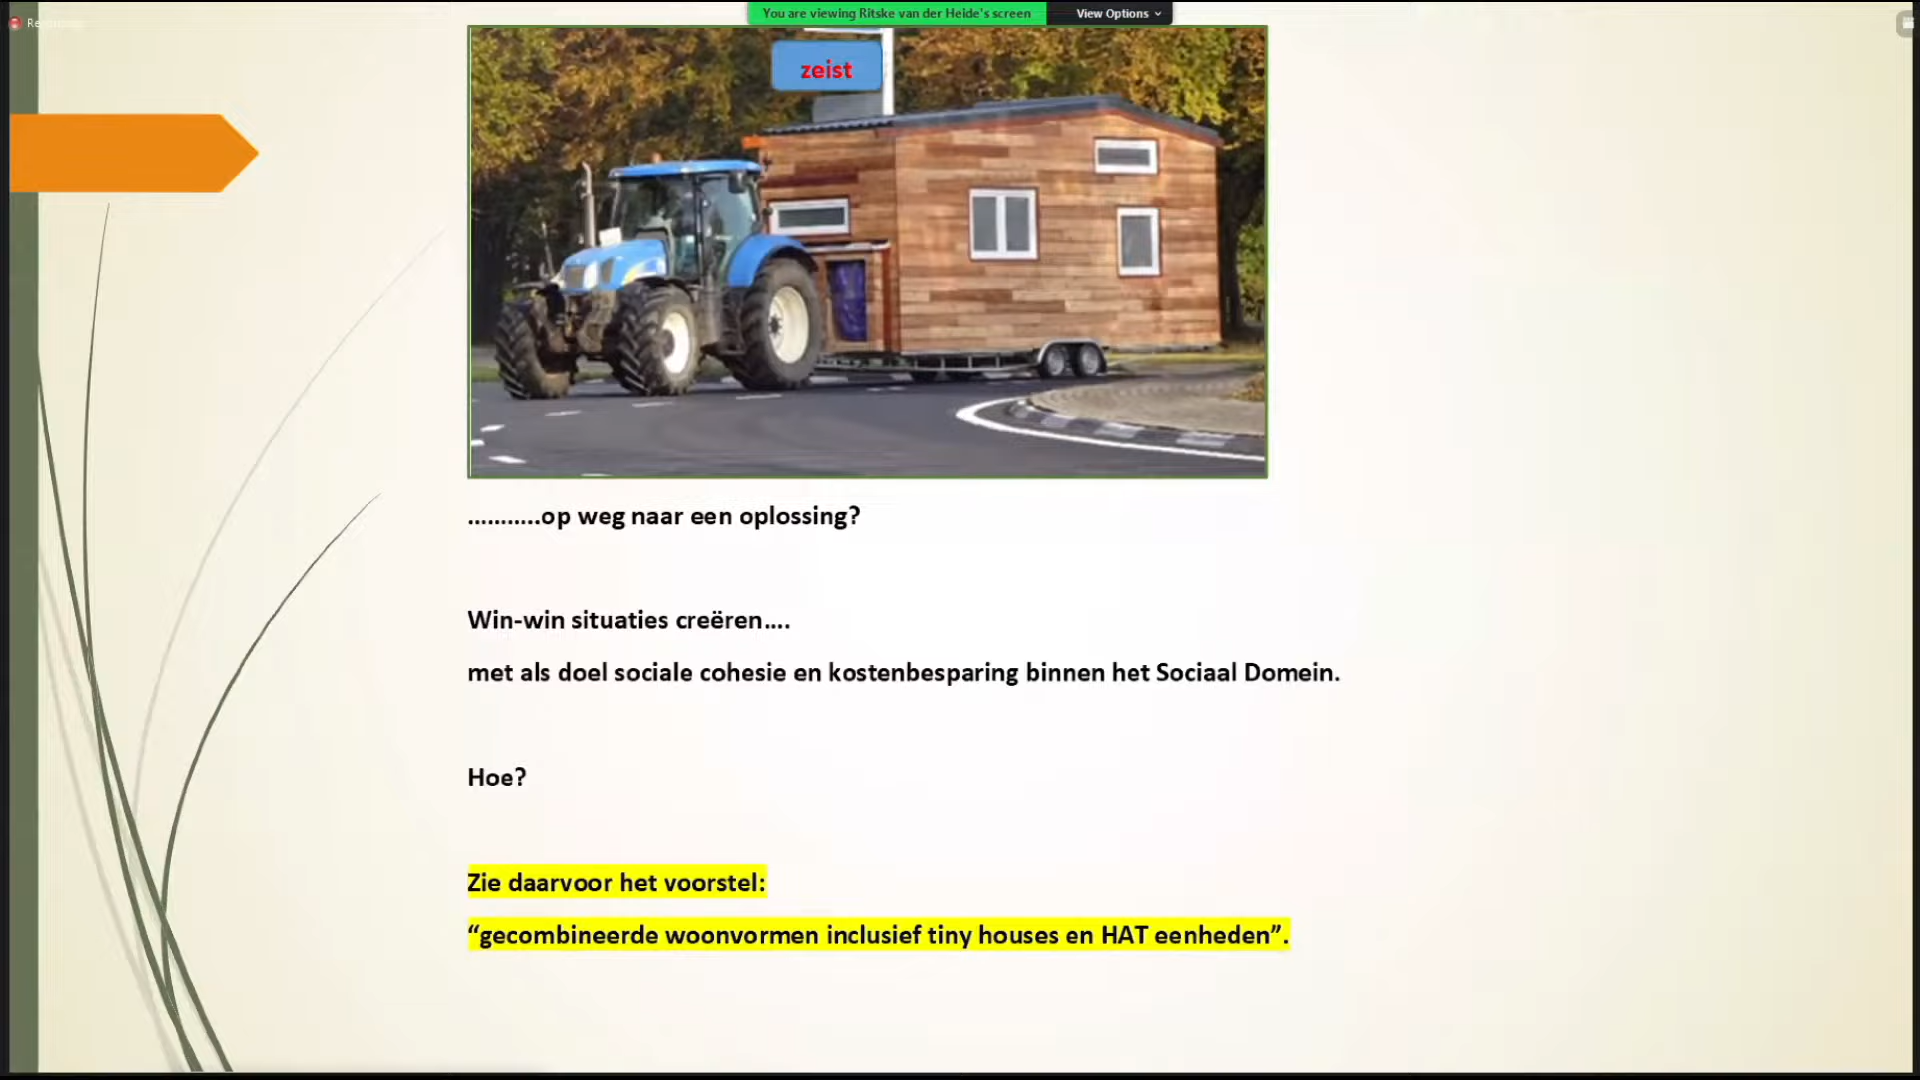 You are viewing Ritske van der Heide's screen
View Options
zeist
...........op weg naar een oplossing?
Win-win situaties creëren....
met als doel sociale cohesie en kostenbesparing binnen het Sociaal Domein.
Hoe?
Zie daarvoor het voorstel:
“gecombineerde woonvormen inclusief tiny houses en HAT eenheden”.